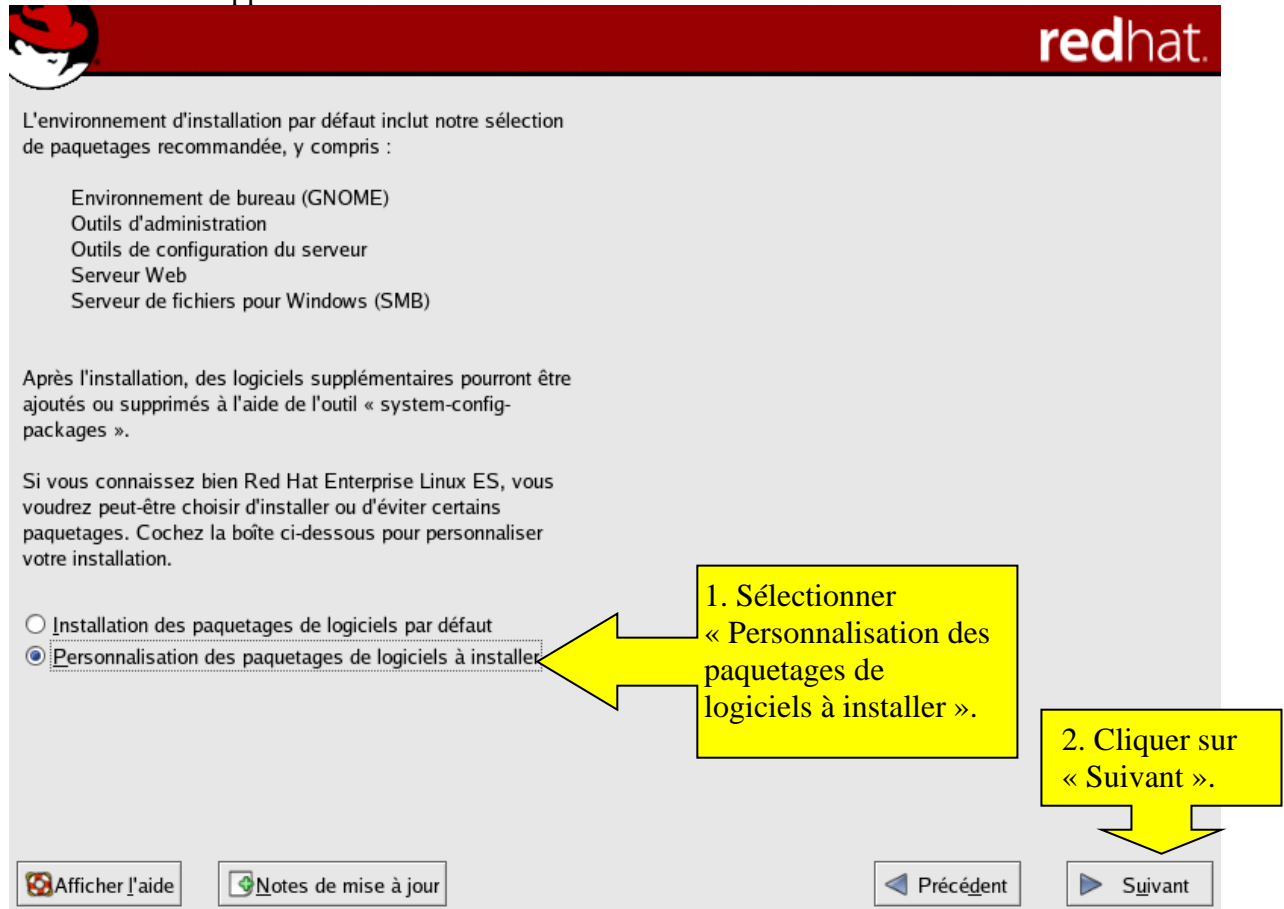 redhat.
L'environnement d'installation par défaut inclut notre sélection
de paquetages recommandée, y compris :
Environnement de bureau (GNOME)
Outils d'administration
Outils de configuration du serveur
Serveur Web
Serveur de fichiers pour Windows (SMB)
Après l'installation, des logiciels supplémentaires pourront être
ajoutés ou supprimés à l'aide de l'outil « system-config-
packages ».
Si vous connaissez bien Red Hat Enterprise Linux ES, vous
voudrez peut-être choisir d'installer ou d'éviter certains
paquetages. Cochez la boîte ci-dessous pour personnaliser
votre installation.
Installation des paquetages de logiciels par défaut
Personnalisation des paquetages de logiciels à installer
1. Sélectionner
« Personnalisation des
paquetages de
logiciels à installer ».
2. Cliquer sur
« Suivant ».
Afficher l'aide
Notes de mise à jour
Précédent
Suivant